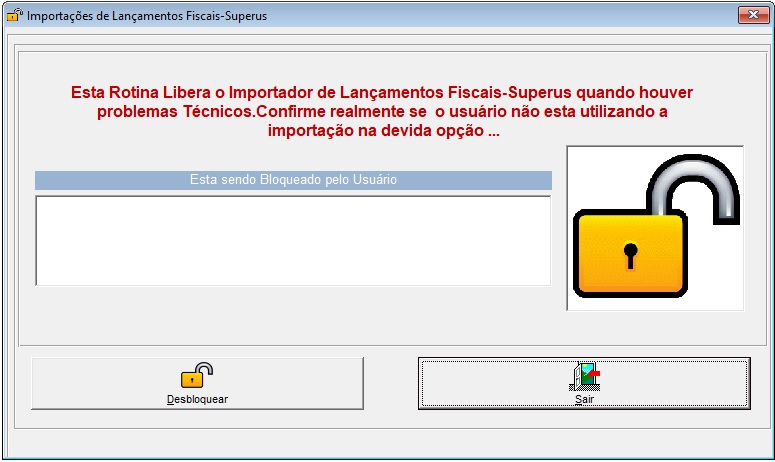 Importações de Lançamentos Fiscais-Superus
Esta Rotina Libera o Importador de Lançamentos Fiscais-Superus quando houver
problemas Técnicos.Confirme realmente se o usuário não esta utilizando a
importação na devida opção ...
Esta sendo Bloqueado pelo Usuário
Desbloquear
Sair